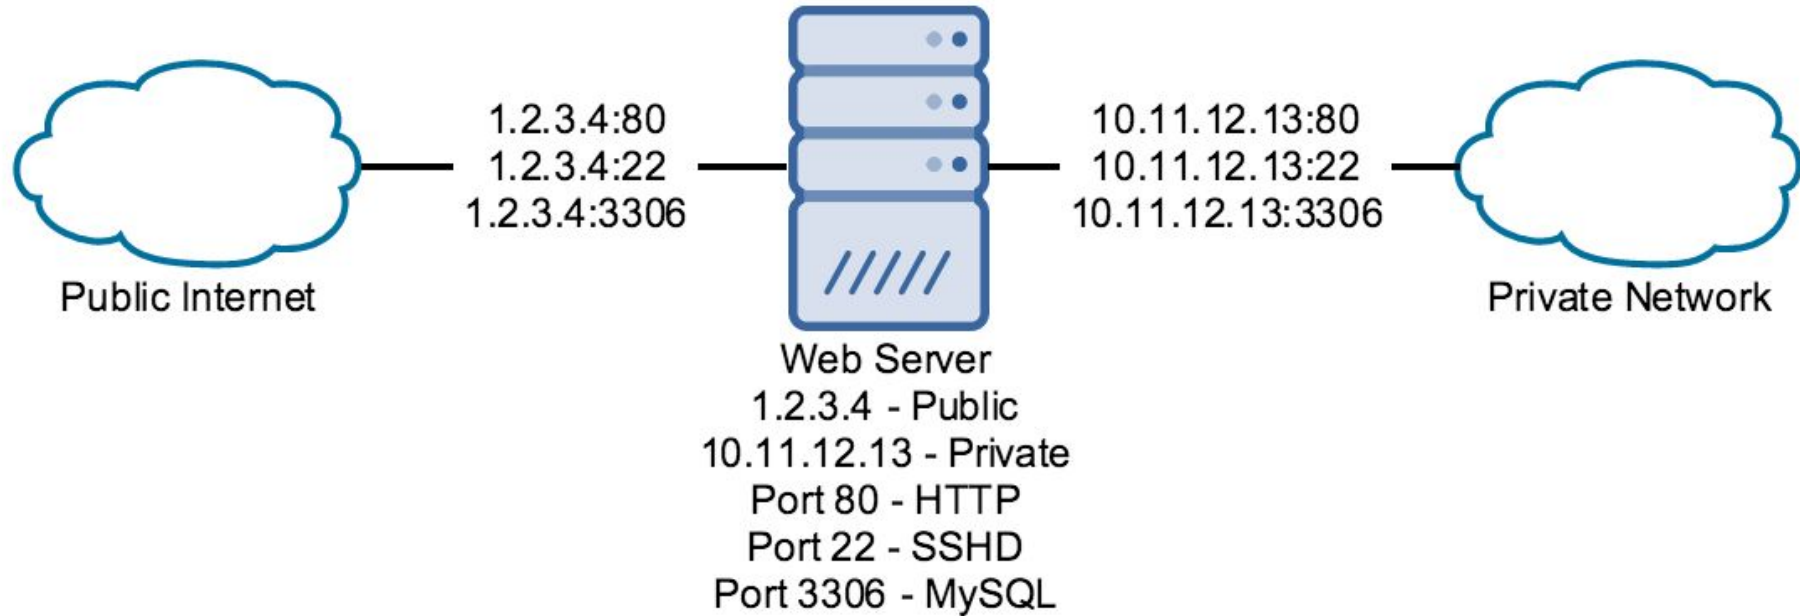 1.2.3.4:80
1.2.3.4:22
1.2.3.4:3306
10.11.12.13:80
10.11.12.13:22
10.11.12.13:3306
Public Internet
Private Network
Web Server
1.2.3.4 - Public
10.11.12.13 - Private
Port 80 - HTTP
Port 22 - SSHD
Port 3306 - MySQL